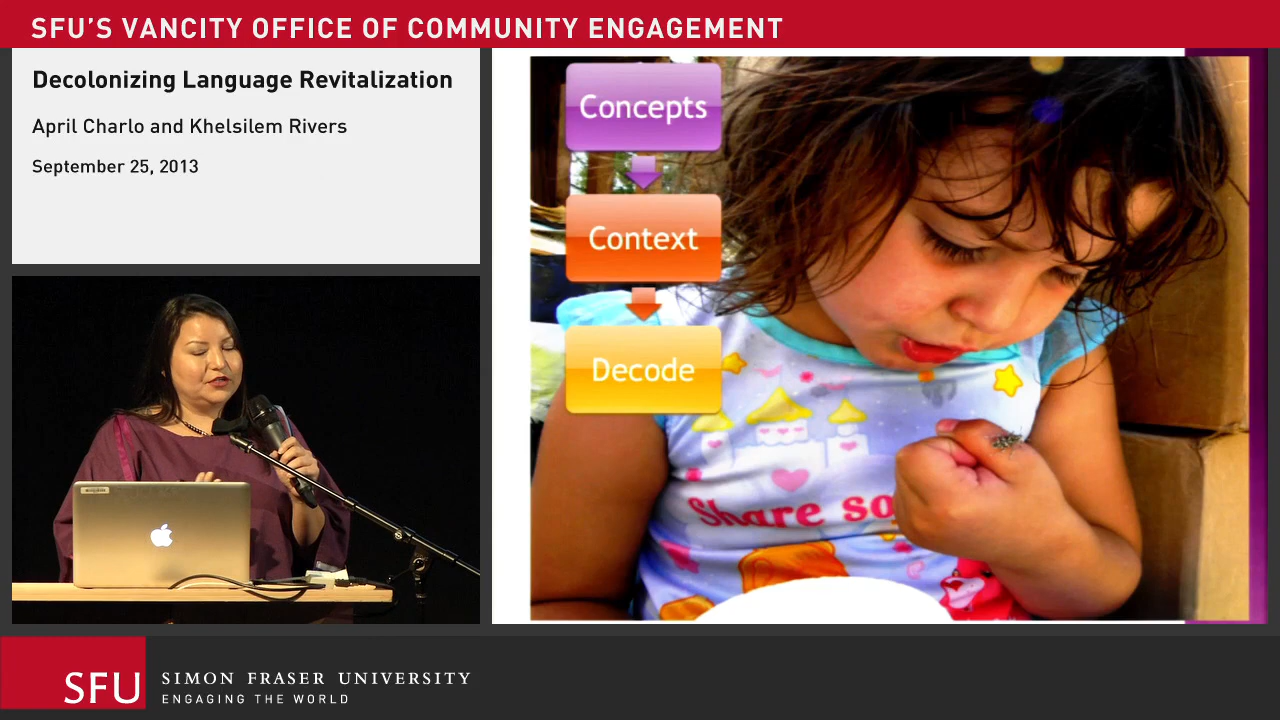 SFU'S VANCITY OFFICE OF COMMUNITY ENGAGEMENT
Decolonizing Language Revitalization
April Charlo and Khelsilem Rivers
September 25, 2013
Concepts
Context
Decode
Share so
SFU
SIMON FRASER UNIVERSITY
ENGAGING THE WORLD